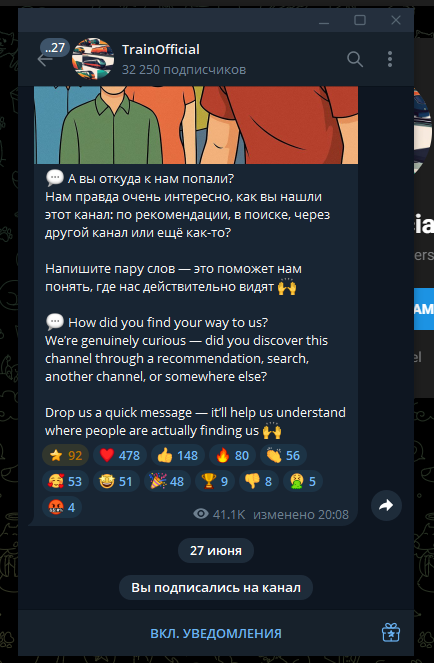 ..27
TrainOfficial
32 250 подписчиков
💬 А вы откуда к нам попали?
Нам правда очень интересно, как вы нашли
этот канал: по рекомендации, в поиске, через
другой канал или ещё как-то?
Напишите пару слов — это поможет нам
понять, где нас действительно видят 🙌
💬 How did you find your way to us?
We’re genuinely curious — did you discover this
channel through a recommendation, search,
another channel, or somewhere else?
Drop us a quick message — it’ll help us understand
where people are actually finding us 🙌
⭐ 92 ❤ 478 👍 148 🔥 80 👏 56
🥰 53 🤩 51 🎉 48 🏆 9 👎 8 🤮 5
🤬 4
41.1K изменено 20:08
27 июня
Вы подписались на канал
ВКЛ. УВЕДОМЛЕНИЯ